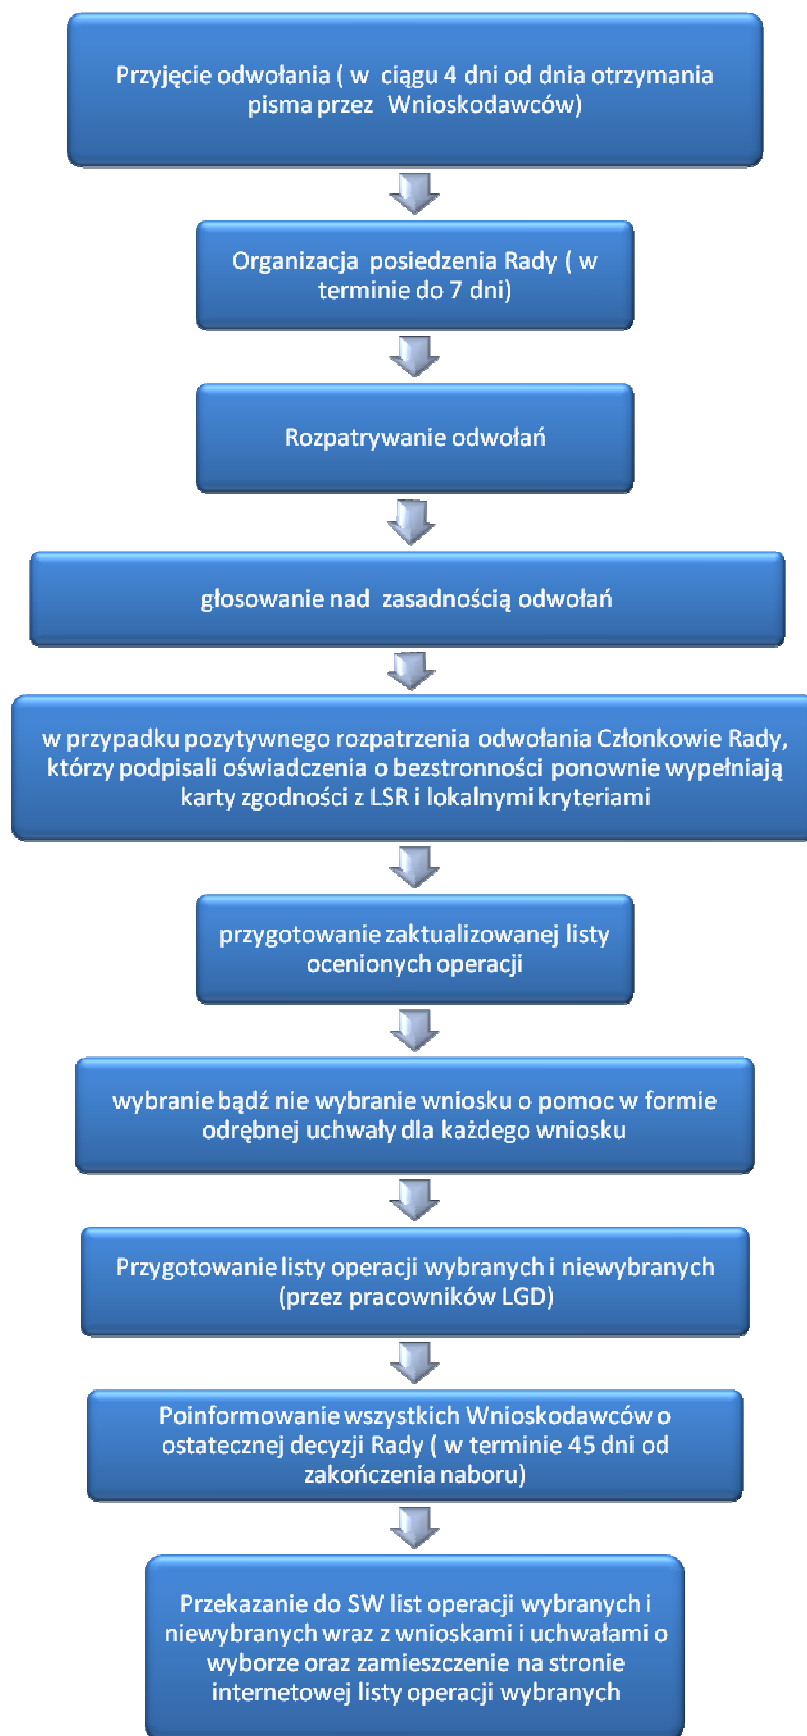 Przyjęcie odwołania ( w ciągu 4 dni od dnia otrzymania
pisma przez Wnioskodawców)
Organizacja posiedzenia Rady ( w
terminie do 7 dni)
Rozpatrywanie odwołań
głosowanie nad zasadnością odwołań
w przypadku pozytywnego rozpatrzenia odwołania Członkowie Rady,
którzy podpisali oświadczenia o bezstronności ponownie wypełniają
karty zgodności z LSR i lokalnymi kryteriami
przygotowanie zaktualizowanej listy
ocenionych operacji
wybranie bądź nie wybranie wniosku o pomoc w formie
odrębnej uchwały dla każdego wniosku
Przygotowanie listy operacji wybranych i niewybranych
(przez pracowników LGD)
Poinformowanie wszystkich Wnioskodawców o
ostatecznej decyzji Rady ( w terminie 45 dni od
zakończenia naboru)
Przekazanie do SW list operacji wybranych i
niewybranych wraz z wnioskami i uchwałami o
wyborze oraz zamieszczenie na stronie
internetowej listy operacji wybranych